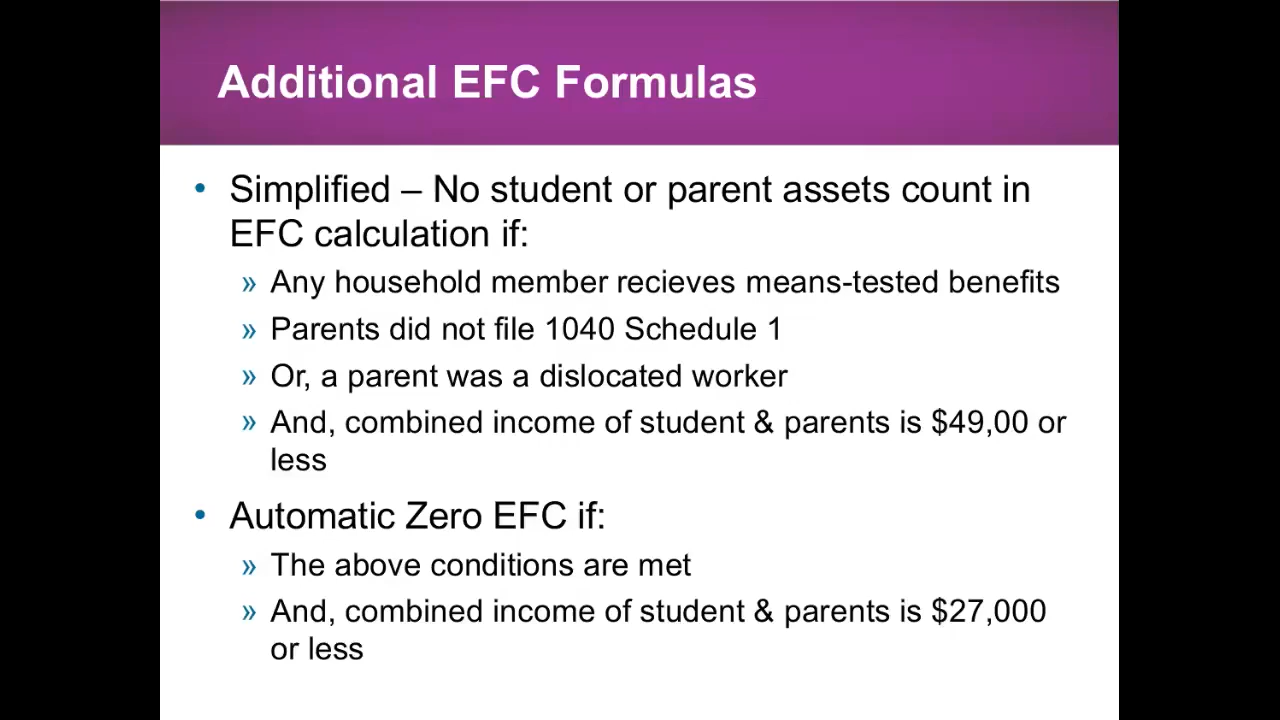 Additional EFC Formulas
• Simplified – No student or parent assets count in
EFC calculation if:
» Any household member recieves means-tested benefits
» Parents did not file 1040 Schedule 1
» Or, a parent was a dislocated worker
» And, combined income of student & parents is $49,00 or
less
• Automatic Zero EFC if:
» The above conditions are met
» And, combined income of student & parents is $27,000
or less